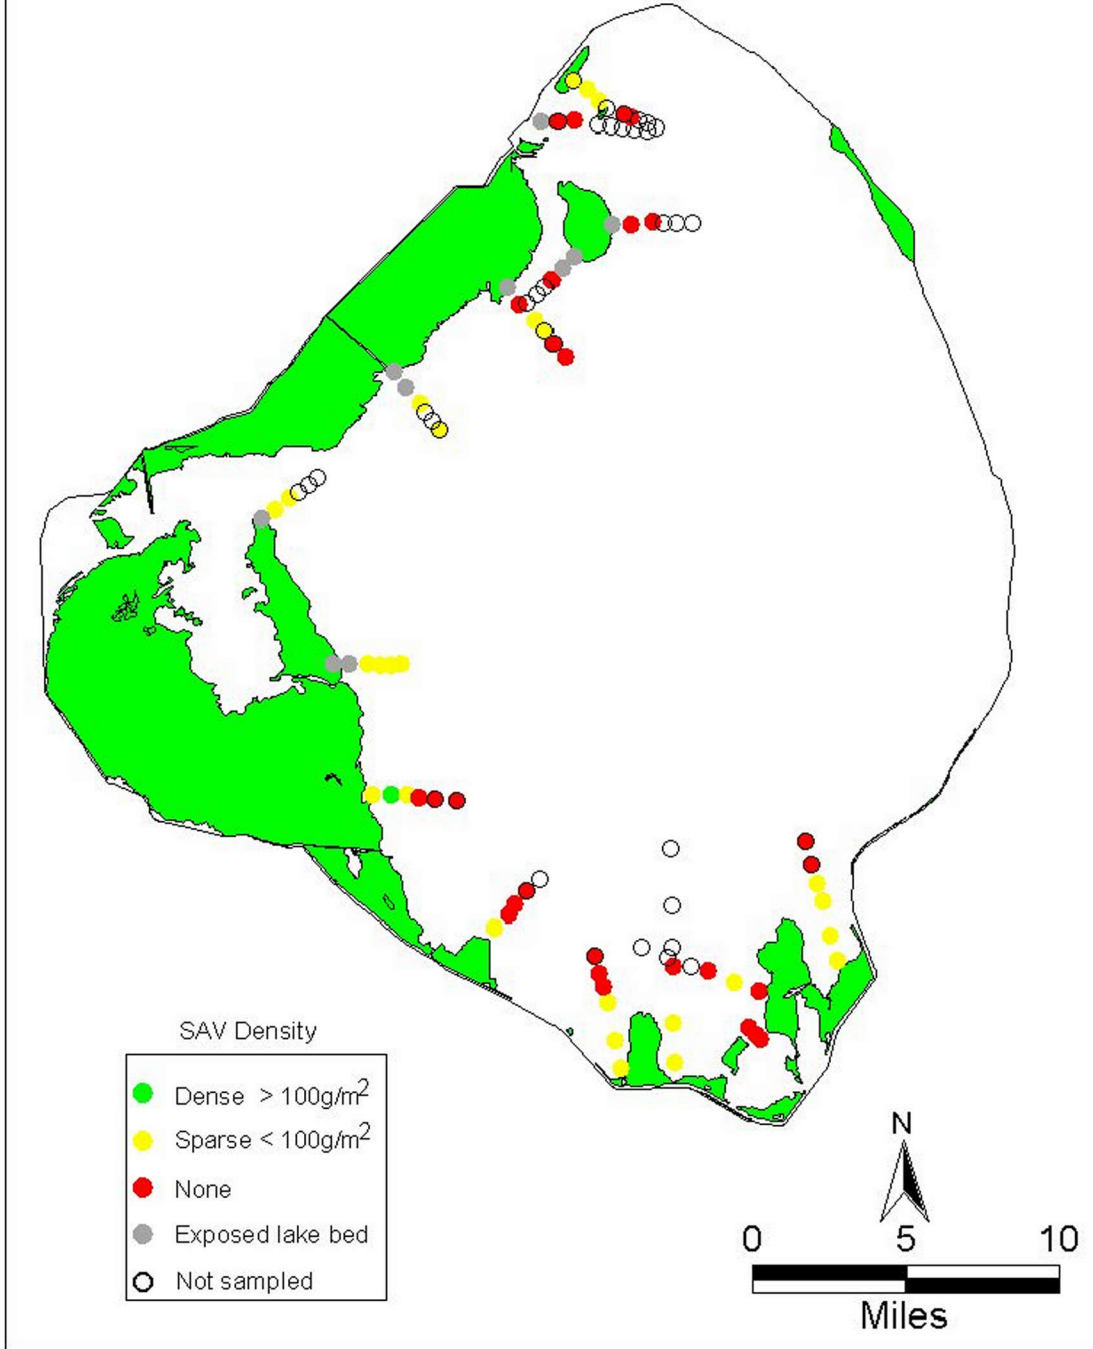 SAV Density
Dense > 100g/m²
Sparse < 100g/m²
None
Exposed lake bed
Not sampled
N
0 5 10
Miles